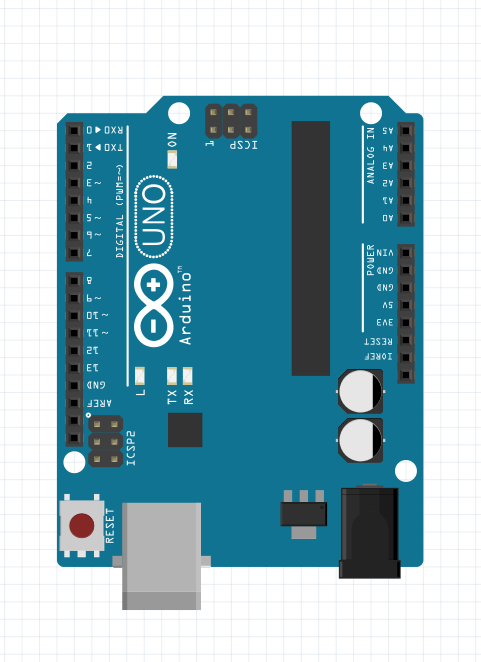 ICSP
1
ON
RX0◄0
TX0►1
2
~3
4
~5
~6
7
DIGITAL (PWM=~)
8
~9
~10
~11
12
13
GND
AREF
UNO
Arduino™
L
TX
RX
ICSP2
RESET
ANALOG IN
A5
A4
A3
A2
A1
A0
POWER
VIN
GND
GND
5V
3V3
RESET
IOREF